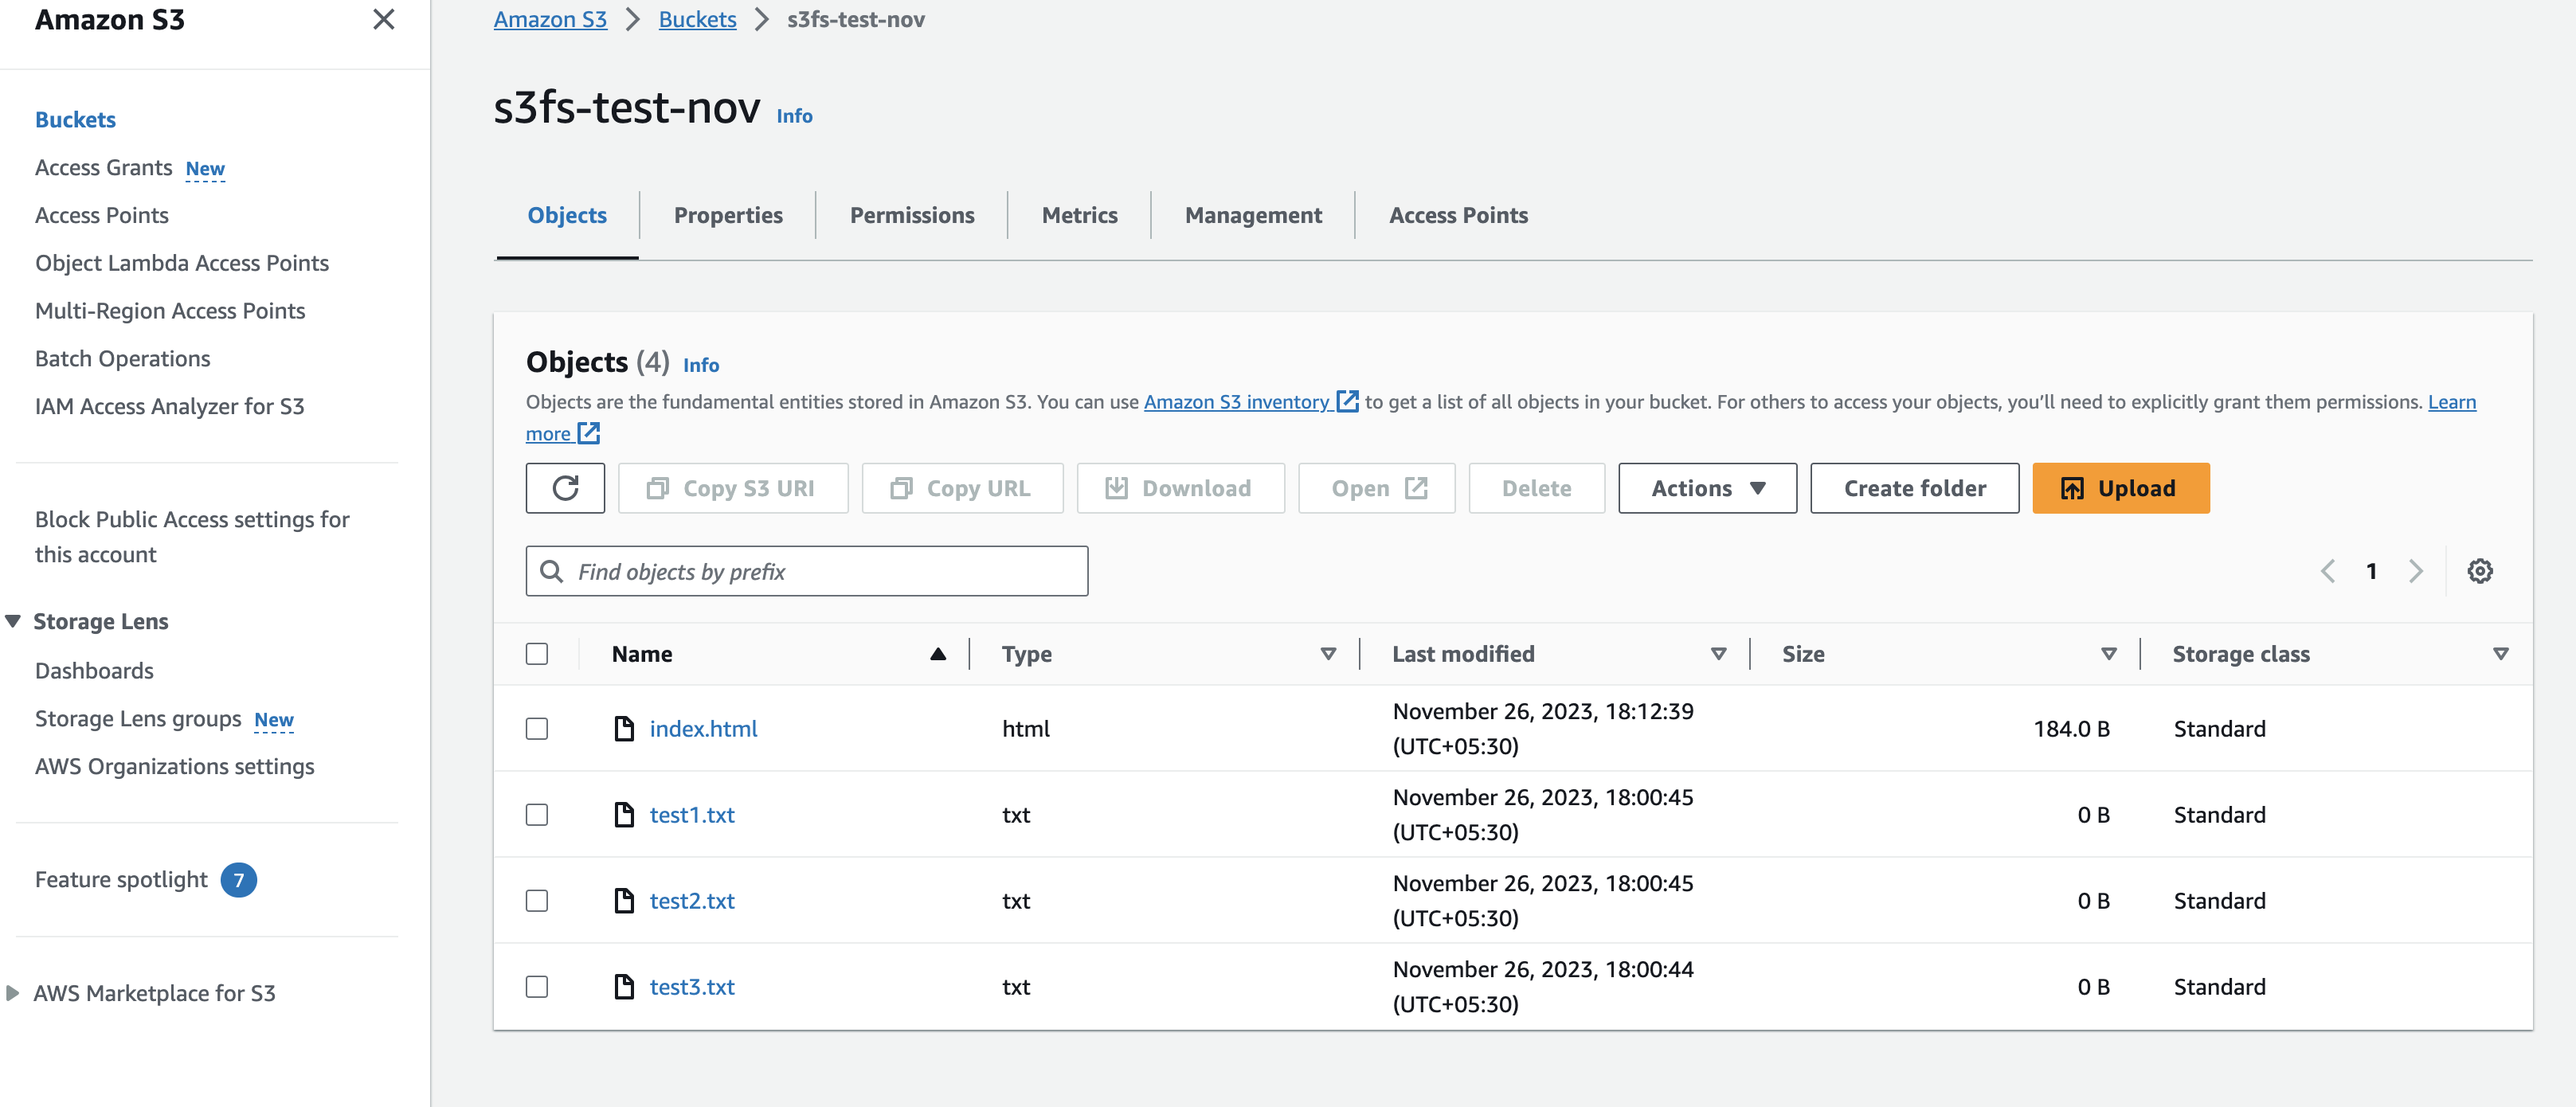 Amazon S3
Buckets
Access Grants New
Access Points
Object Lambda Access Points
Multi-Region Access Points
Batch Operations
IAM Access Analyzer for S3
Block Public Access settings for
this account
Storage Lens
Dashboards
Storage Lens groups New
AWS Organizations settings
Feature spotlight 7
AWS Marketplace for S3
Amazon S3 Buckets s3fs-test-nov
s3fs-test-nov Info
Objects Properties Permissions Metrics Management Access Points
Objects (4) Info
Objects are the fundamental entities stored in Amazon S3. You can use Amazon S3 inventory to get a list of all objects in your bucket. For others to access your objects, you’ll need to explicitly grant them permissions. Learn
more
Copy S3 URI Copy URL Download Open Delete Actions Create folder Upload
Find objects by prefix 1
Name Type Last modified Size Storage class
index.html html November 26, 2023, 18:12:39 184.0 B Standard
(UTC+05:30)
test1.txt txt November 26, 2023, 18:00:45 0 B Standard
(UTC+05:30)
test2.txt txt November 26, 2023, 18:00:45 0 B Standard
(UTC+05:30)
test3.txt txt November 26, 2023, 18:00:44 0 B Standard
(UTC+05:30)